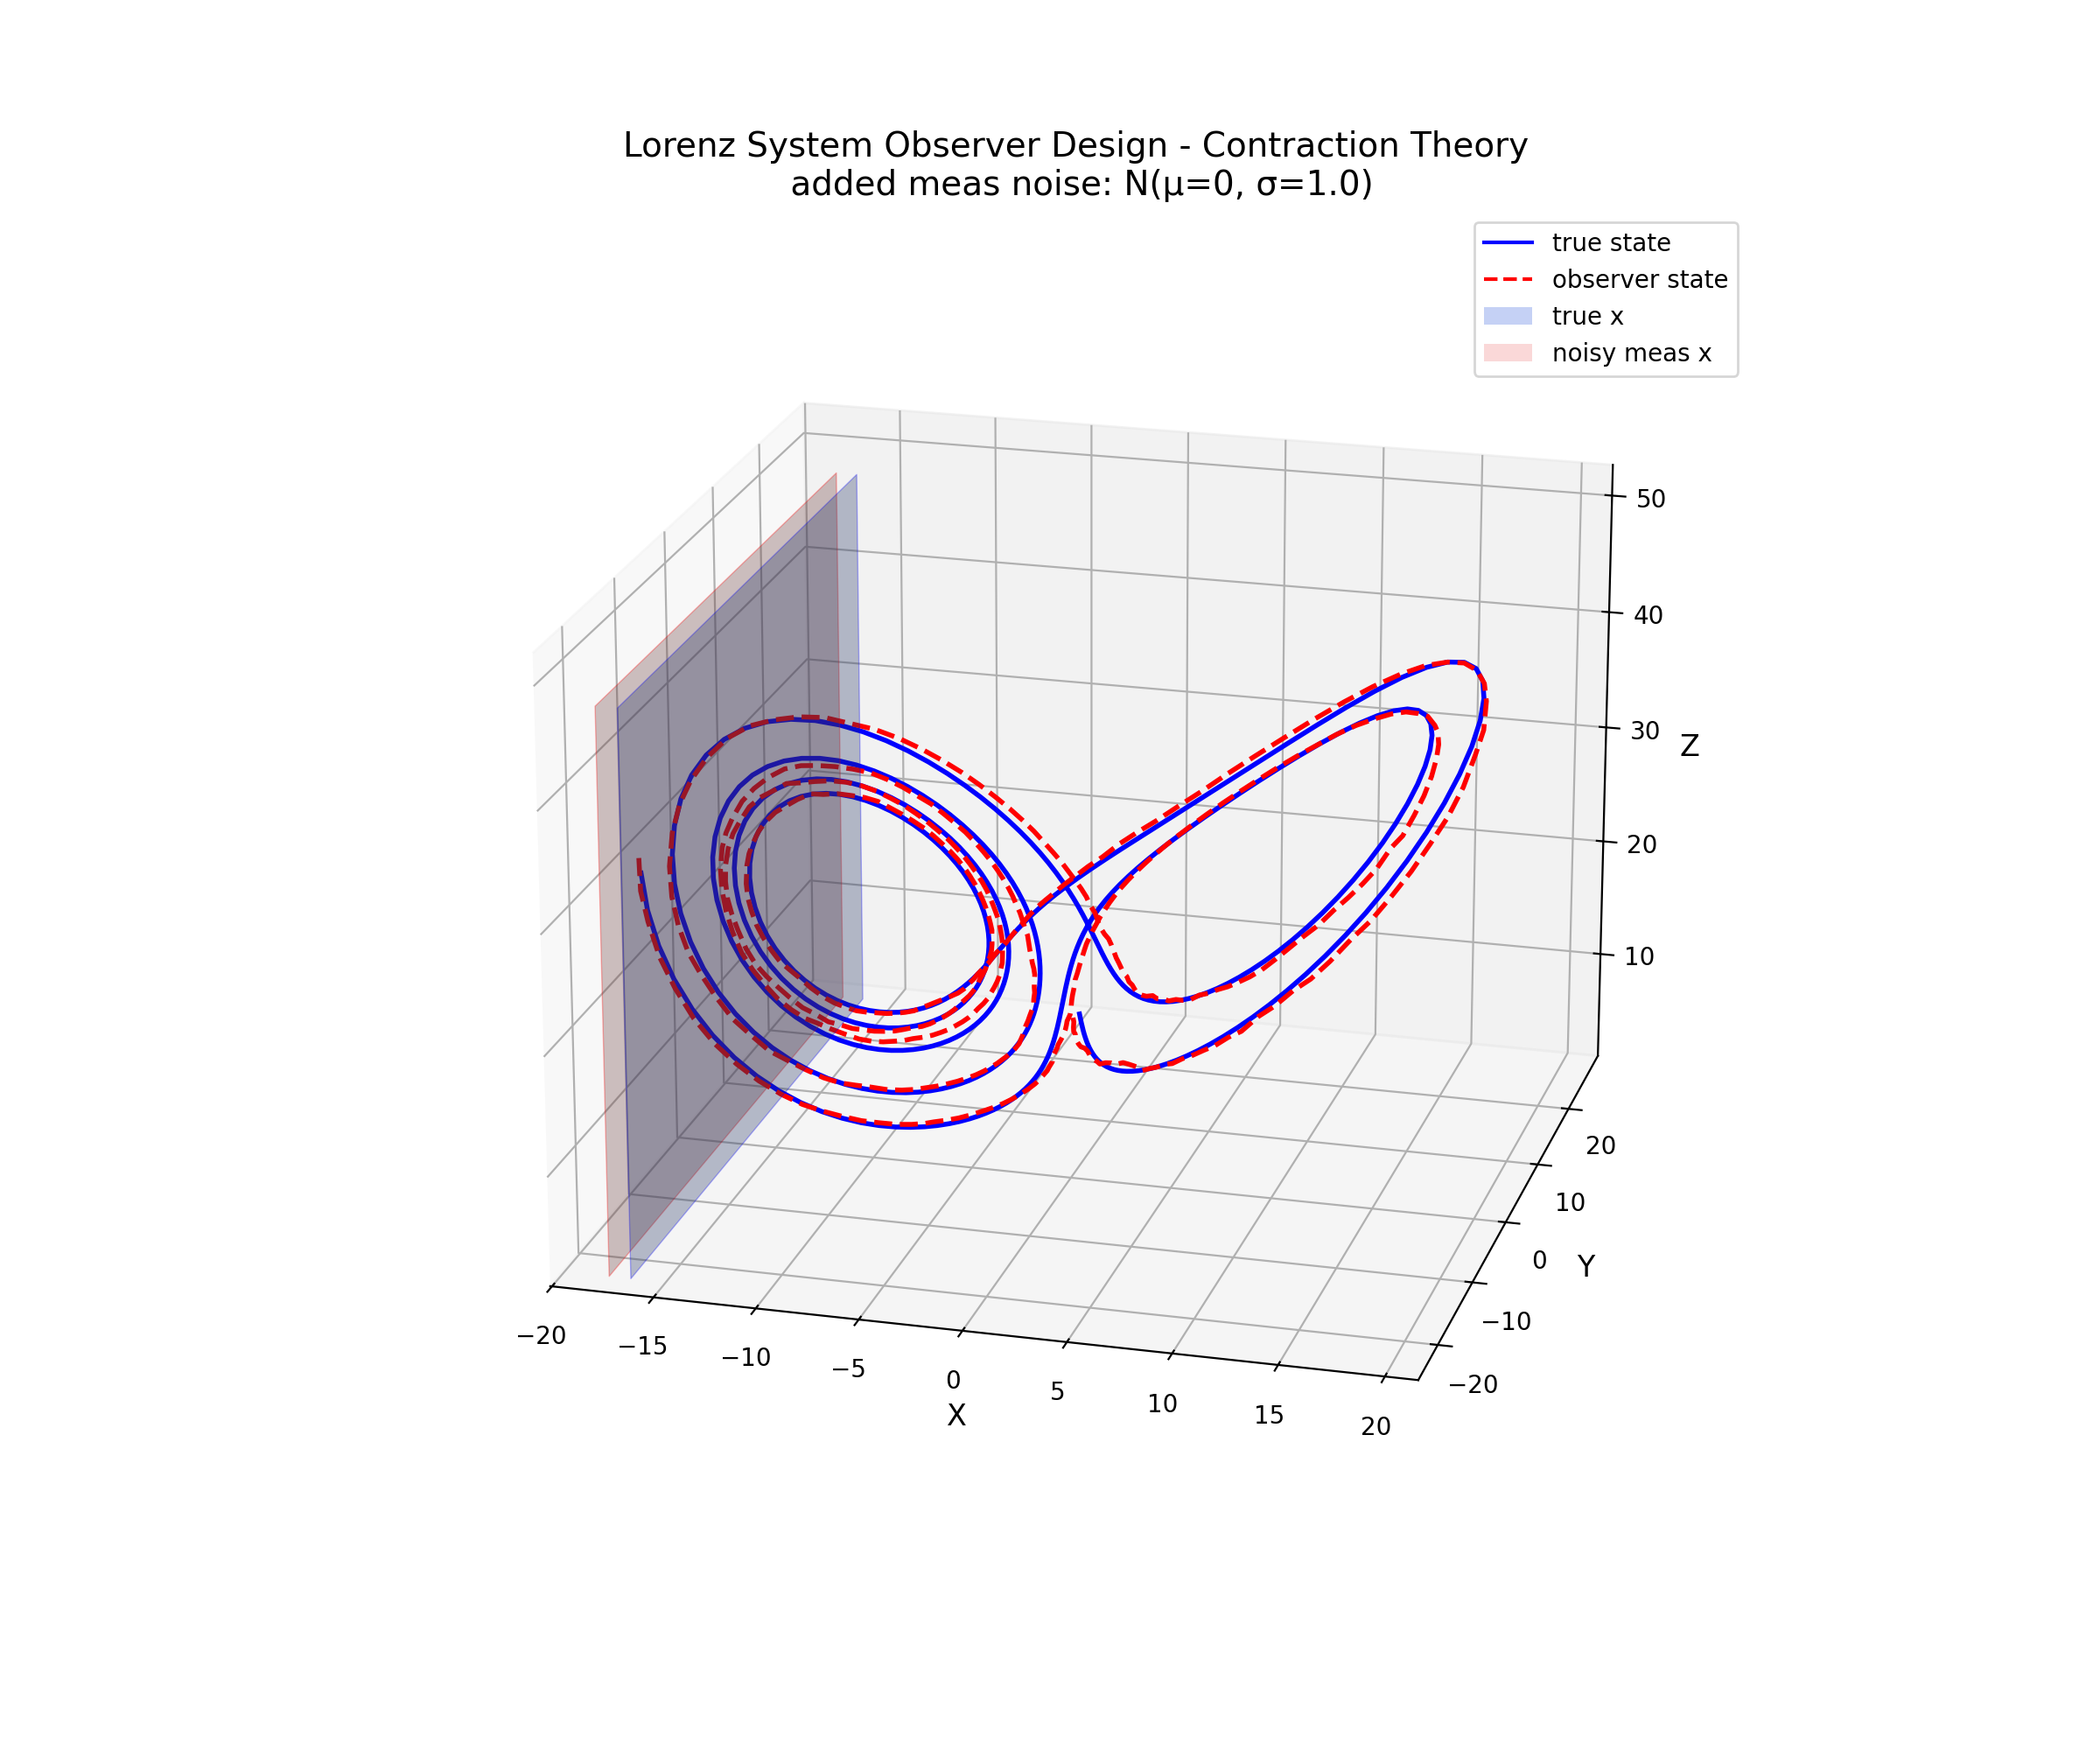 Lorenz System Observer Design - Contraction Theory
added meas noise: N(μ=0, σ=1.0)
true state
observer state
true x
noisy meas x
50
40
30
Z
20
10
20
10
0
Y
−10
−20
−20
−15
−10
−5
0
5
10
15
20
X